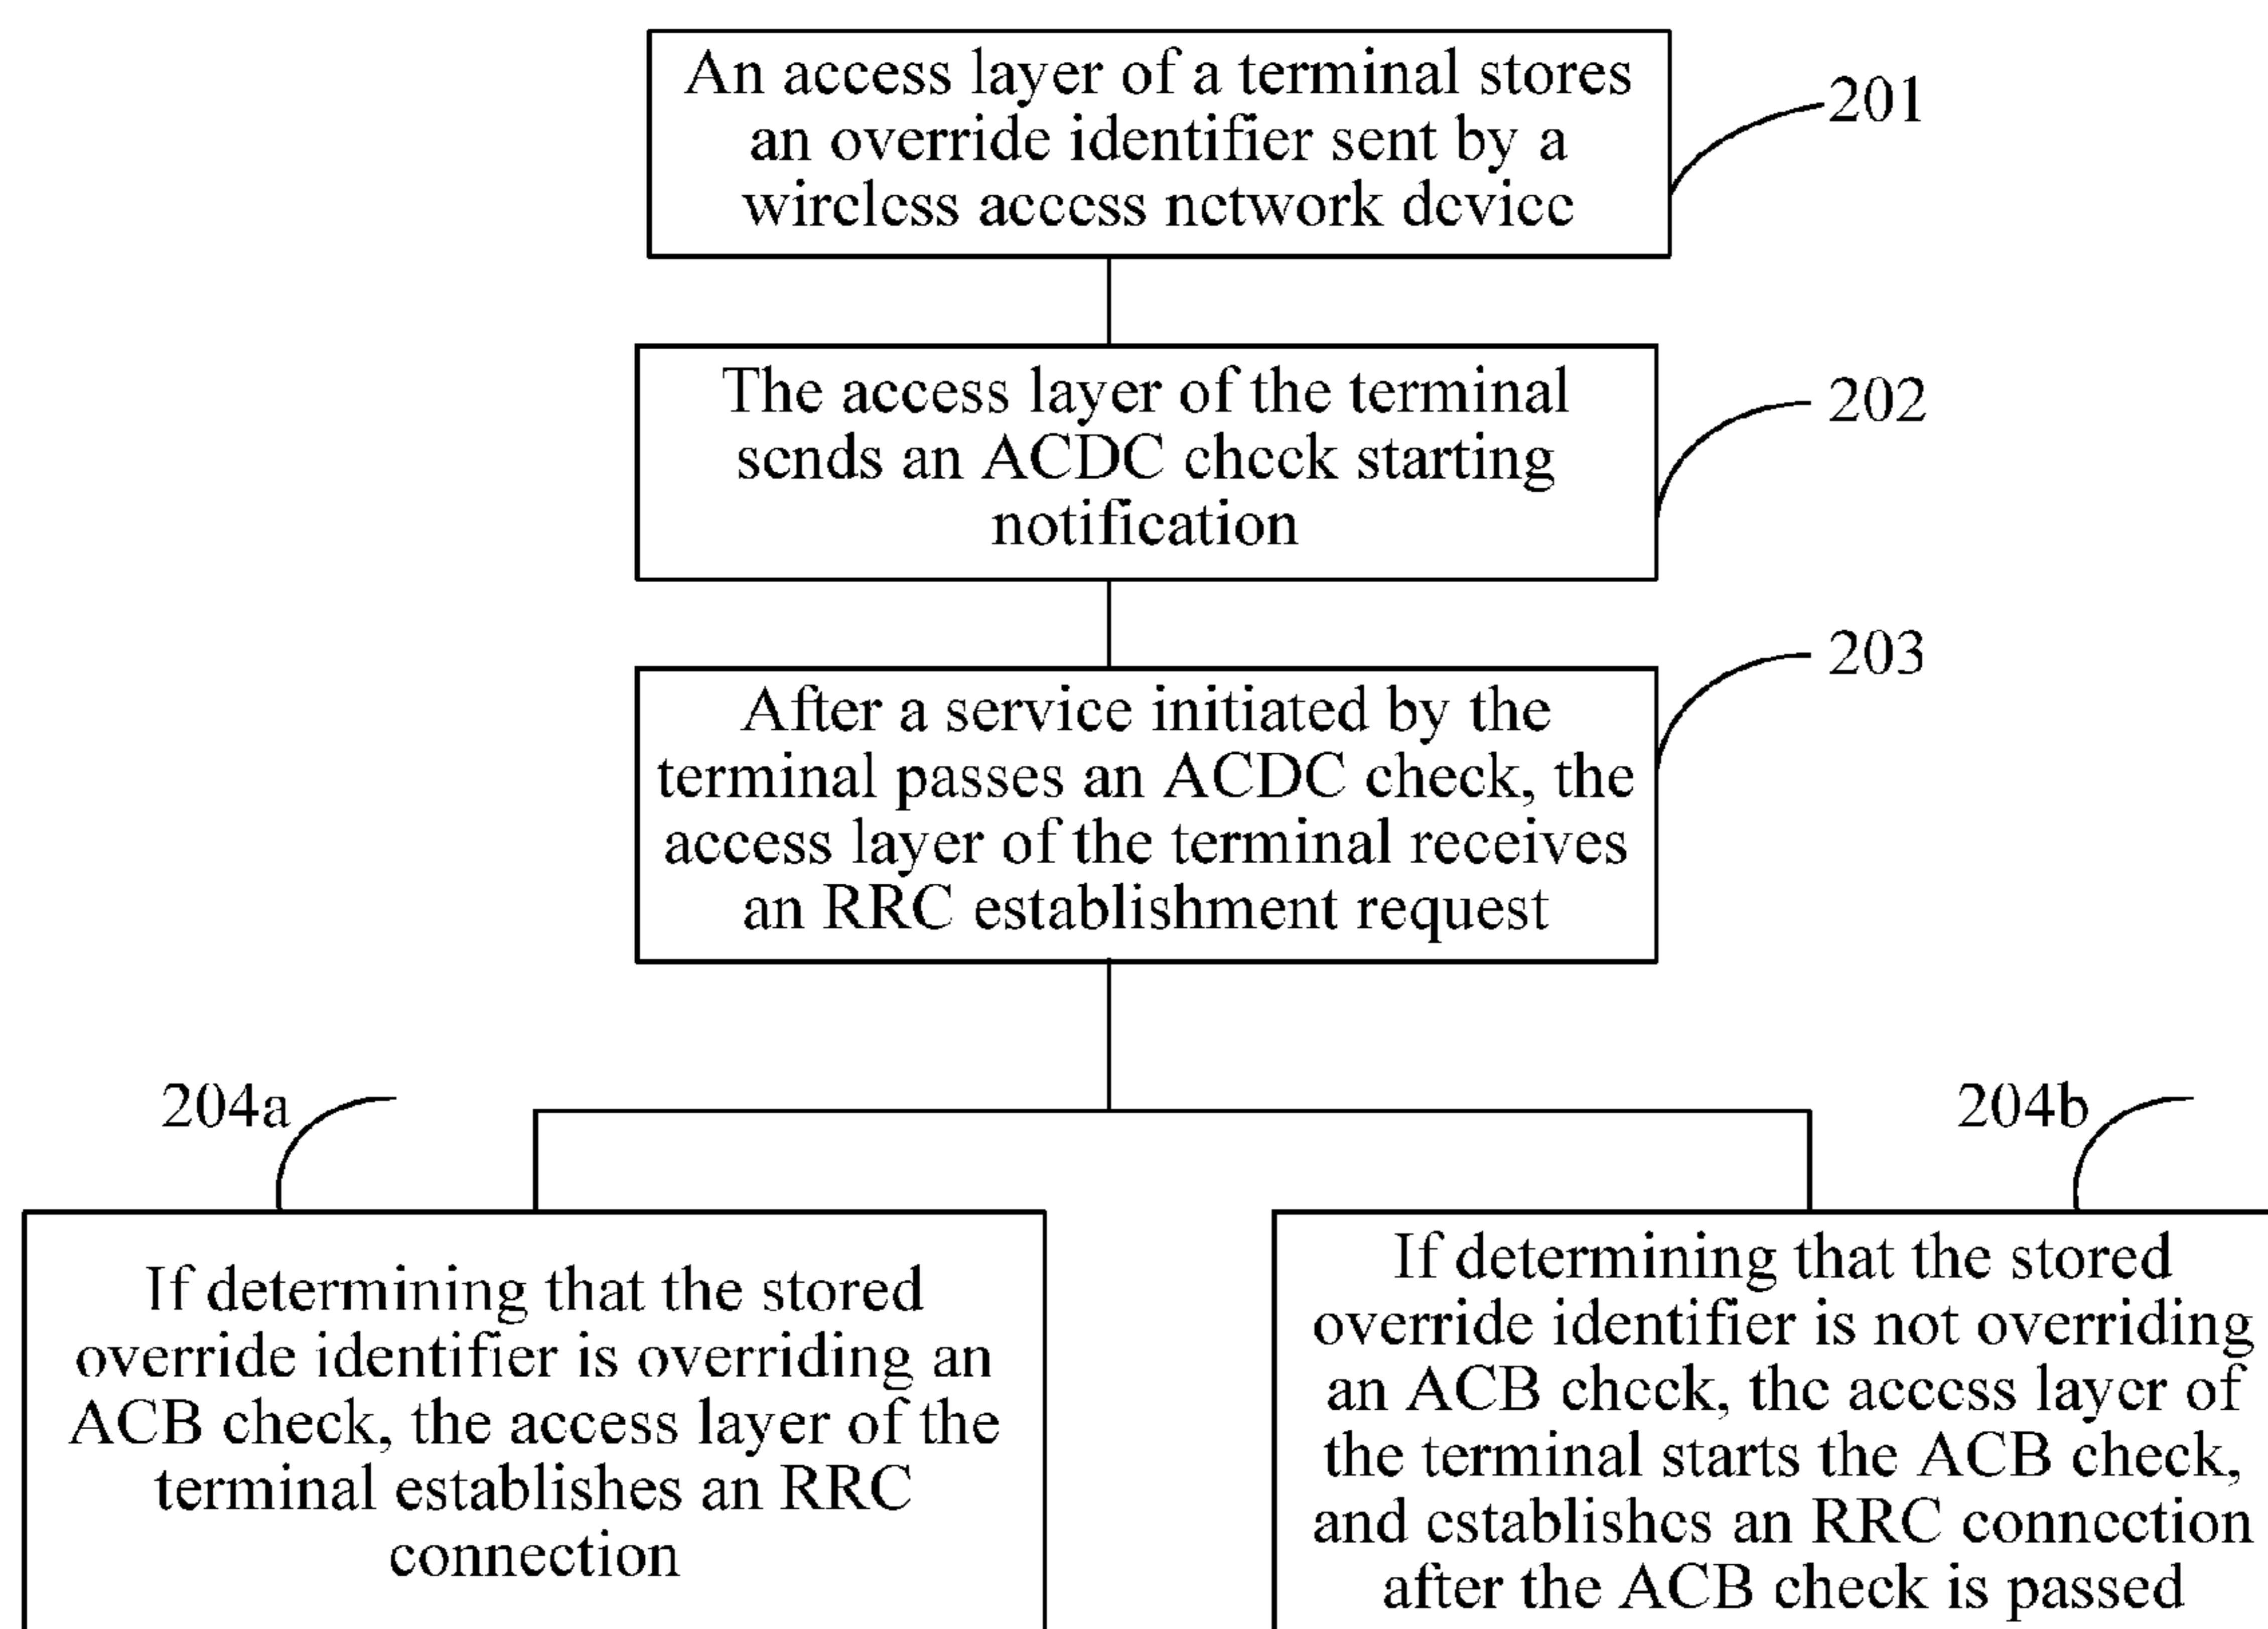 An access layer of a terminal stores
an override identifier sent by a
wireless access network device
201
The access layer of the terminal
sends an ACDC check starting
notification
202
After a service initiated by the
terminal passes an ACDC check, the
access layer of the terminal receives
an RRC establishment request
203
204a
If determining that the stored
override identifier is overriding an
ACB check, the access layer of the
terminal establishes an RRC
connection
204b
If determining that the stored
override identifier is not overriding
an ACB check, the access layer of
the terminal starts the ACB check,
and establishes an RRC connection
after the ACB check is passed